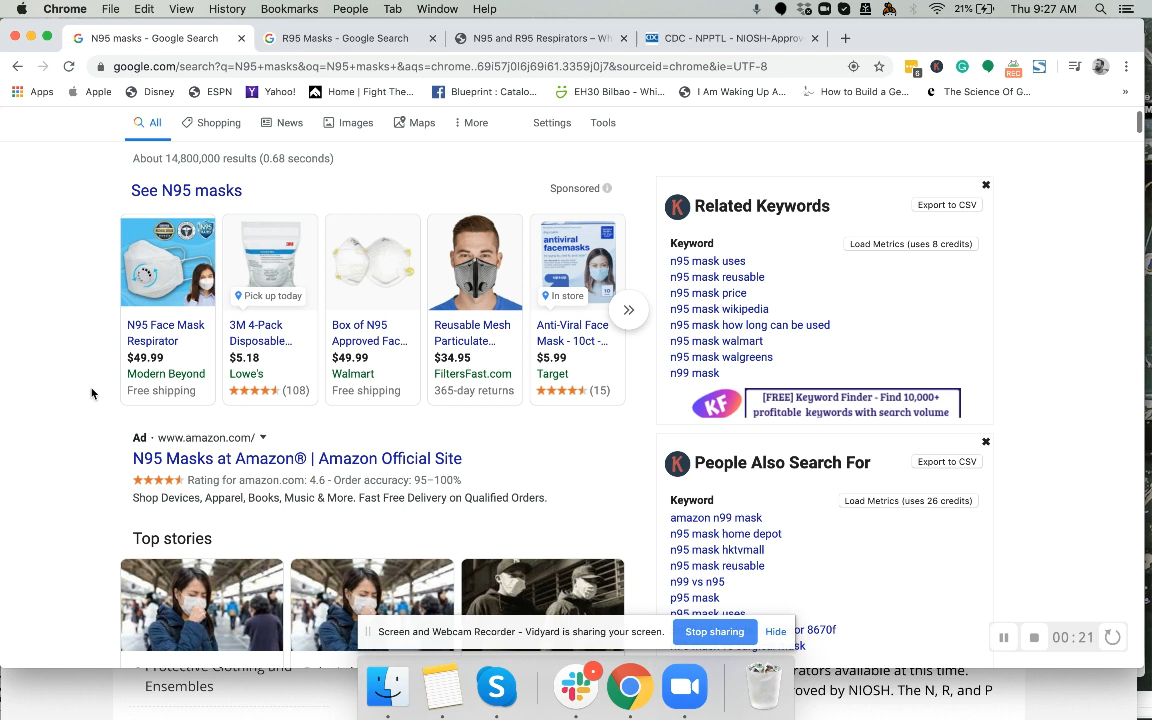 Chrome File Edit View History Bookmarks People Tab Window Help 21% Thu 9:27 AM
N95 masks - Google Search R95 Masks - Google Search N95 and R95 Respirators – Wh CDC - NPPTL - NIOSH-Approv
google.com/search?q=N95+masks&oq=N95+masks+&aqs=chrome..69i57j0l6j69i61.3359j0j7&sourceid=chrome&ie=UTF-8
6 REC
Apps Apple Disney ESPN Yahoo! Home | Fight The... Blueprint : Catalo... EH30 Bilbao - Whi... I Am Waking Up A... How to Build a Ge... The Science Of G... »
All Shopping News Images Maps More Settings Tools
About 14,800,000 results (0.68 seconds)
See N95 masks
Sponsored
N95 Face Mask
Respirator
$49.99
Modern Beyond
Free shipping
3M
Pick up today
3M 4-Pack
Disposable...
$5.18
Lowe's
(108)
Box of N95
Approved Fac...
$49.99
Walmart
Free shipping
Reusable Mesh
Particulate...
$34.95
FiltersFast.com
365-day returns
antiviral
facemasks
10
In store
Anti-Viral Face
Mask - 10ct -...
$5.99
Target
(15)
Ad · www.amazon.com/
N95 Masks at Amazon® | Amazon Official Site
Rating for amazon.com: 4.6 - Order accuracy: 95–100%
Shop Devices, Apparel, Books, Music & More. Fast Free Delivery on Qualified Orders.
Top stories
K Related Keywords
Export to CSV
Keyword
Load Metrics (uses 8 credits)
n95 mask uses
n95 mask reusable
n95 mask price
n95 mask wikipedia
n95 mask how long can be used
n95 mask walmart
n95 mask walgreens
n99 mask
KF [FREE] Keyword Finder - Find 10,000+
profitable keywords with search volume
K People Also Search For
Export to CSV
Keyword
Load Metrics (uses 26 credits)
amazon n99 mask
n95 mask home depot
n95 mask hktvmall
n95 mask reusable
n99 vs n95
p95 mask
n95 mask uses
or 8670f
Screen and Webcam Recorder - Vidyard is sharing your screen. Stop sharing Hide
00:21
Protective Clothing and
Ensembles
rators available at this time.
oved by NIOSH. The N, R, and P